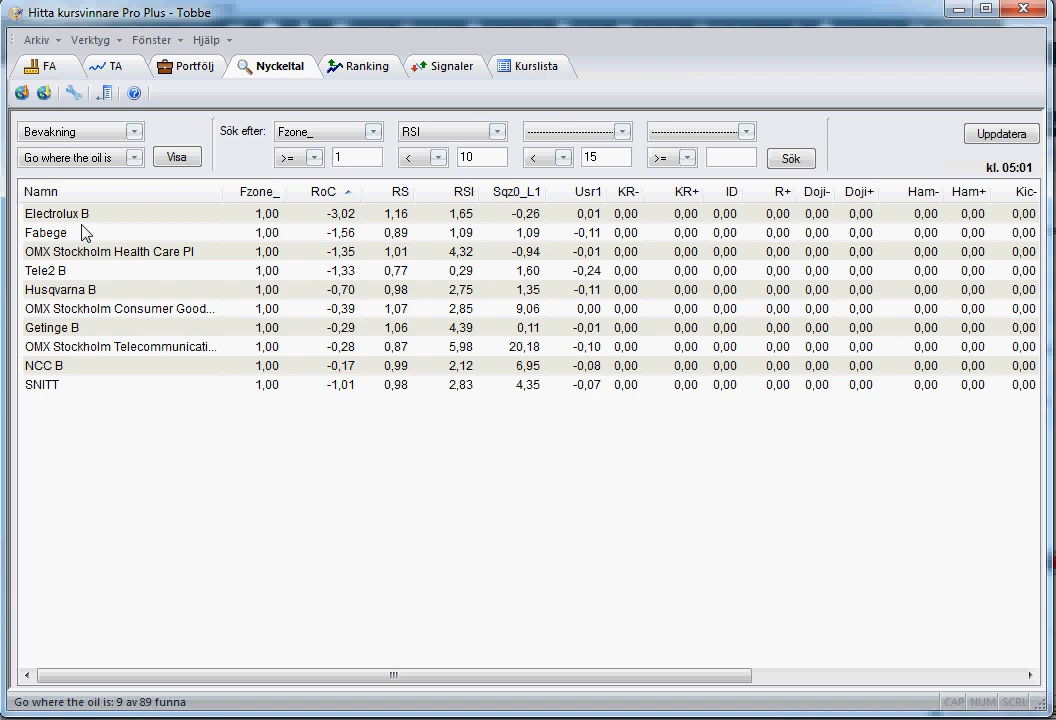 Hitta kursvinnare Pro Plus - Tobbe
Arkiv Verktyg Fönster Hjälp
FA TA Portfölj Nyckeltal Ranking Signaler Kurslista
Bevakning Sök efter: Fzone_ RSI ------------------------- ------------------------- Uppdatera
Go where the oil is Visa >= 1 < 10 < 15 >= Sök
kl. 05:01
Namn Fzone_ RoC RS RSI Sqz0_L1 Usr1 KR- KR+ ID R+ Doji- Doji+ Ham- Ham+ Kic-
Electrolux B 1,00 -3,02 1,16 1,65 -0,26 0,01 0,00 0,00 0,00 0,00 0,00 0,00 0,00 0,00 0,00
Fabege 1,00 -1,56 0,89 1,09 1,09 -0,11 0,00 0,00 0,00 0,00 0,00 0,00 0,00 0,00 0,00
OMX Stockholm Health Care PI 1,00 -1,35 1,01 4,32 -0,94 -0,01 0,00 0,00 0,00 0,00 0,00 0,00 0,00 0,00 0,00
Tele2 B 1,00 -1,33 0,77 0,29 1,60 -0,24 0,00 0,00 0,00 0,00 0,00 0,00 0,00 0,00 0,00
Husqvarna B 1,00 -0,70 0,98 2,75 1,35 -0,11 0,00 0,00 0,00 0,00 0,00 0,00 0,00 0,00 0,00
OMX Stockholm Consumer Good... 1,00 -0,39 1,07 2,85 9,06 0,00 0,00 0,00 0,00 0,00 0,00 0,00 0,00 0,00 0,00
Getinge B 1,00 -0,29 1,06 4,39 0,11 -0,01 0,00 0,00 0,00 0,00 0,00 0,00 0,00 0,00 0,00
OMX Stockholm Telecommunicati... 1,00 -0,28 0,87 5,98 20,18 -0,10 0,00 0,00 0,00 0,00 0,00 0,00 0,00 0,00 0,00
NCC B 1,00 -0,17 0,99 2,12 6,95 -0,08 0,00 0,00 0,00 0,00 0,00 0,00 0,00 0,00 0,00
SNITT 1,00 -1,01 0,98 2,83 4,35 -0,07 0,00 0,00 0,00 0,00 0,00 0,00 0,00 0,00 0,00
Go where the oil is: 9 av 89 funna CAP NUM SCRL